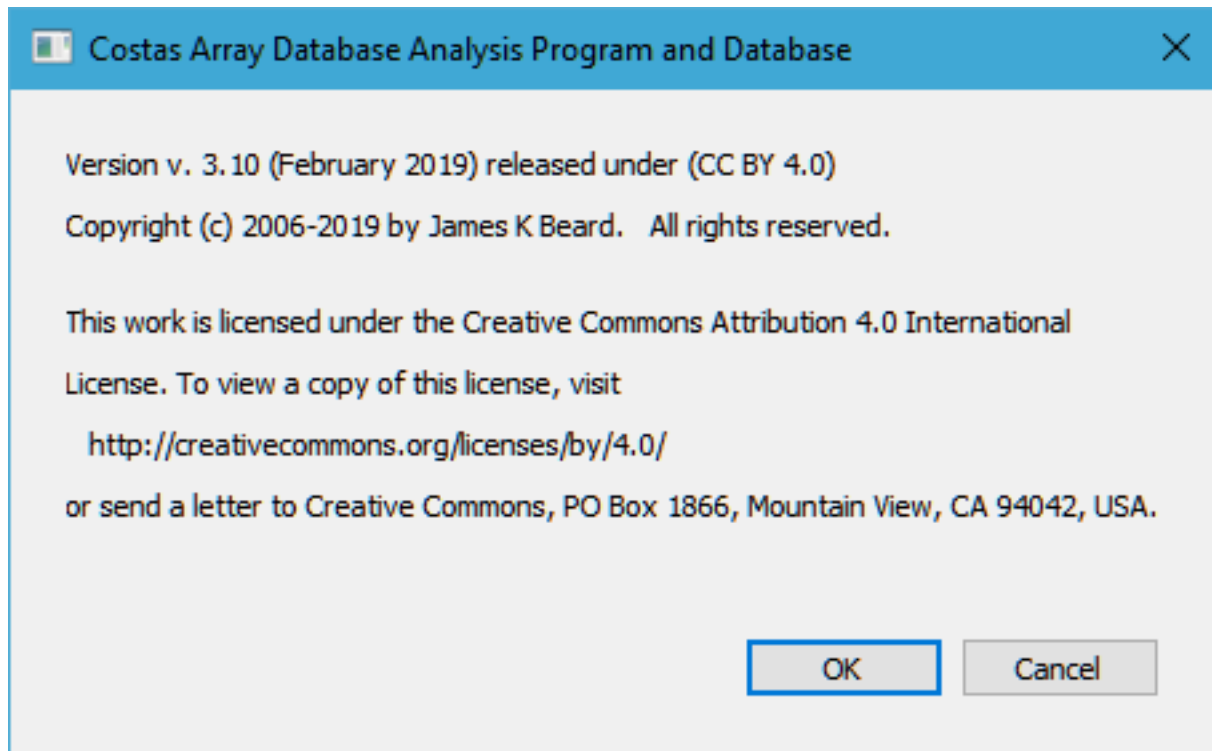 Costas Array Database Analysis Program and Database
Version v. 3.10 (February 2019) released under (CC BY 4.0)
Copyright (c) 2006-2019 by James K Beard.   All rights reserved.
This work is licensed under the Creative Commons Attribution 4.0 International
License. To view a copy of this license, visit
http://creativecommons.org/licenses/by/4.0/
or send a letter to Creative Commons, PO Box 1866, Mountain View, CA 94042, USA.
OK Cancel